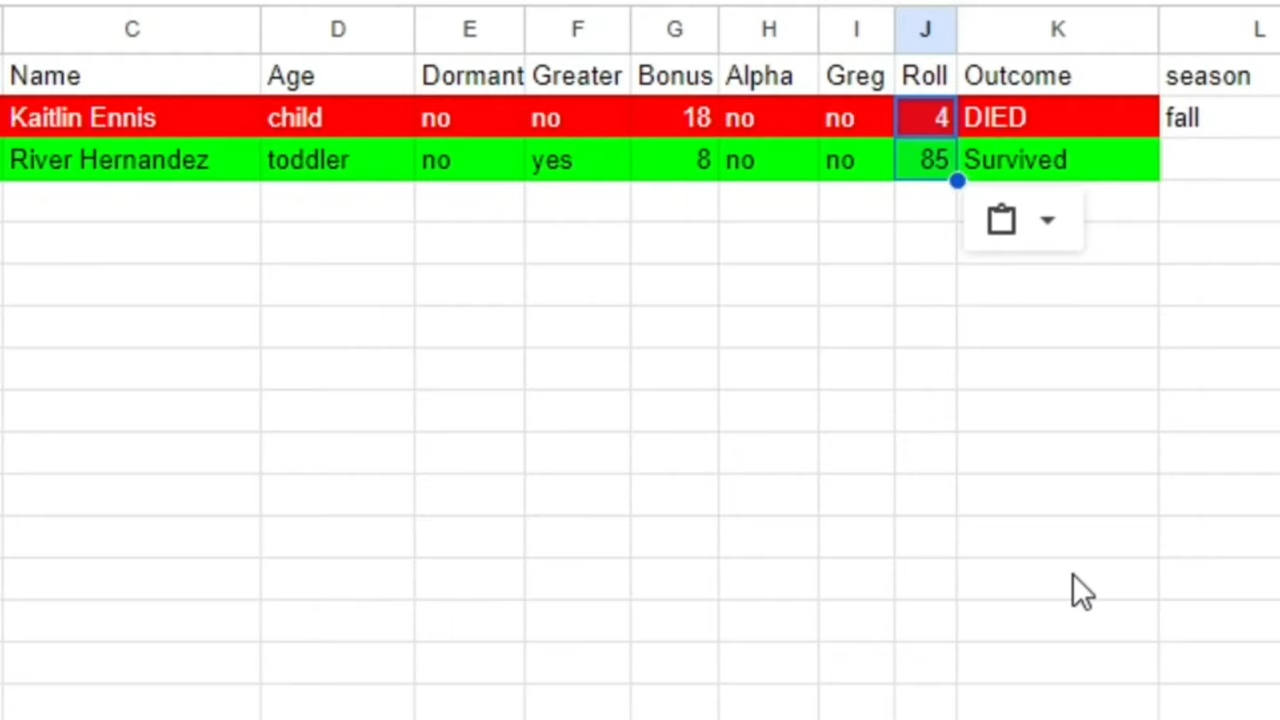 C D E F G H I J K L
Name Age Dormant Greater Bonus Alpha Greg Roll Outcome season
Kaitlin Ennis child no no 18 no no 4 DIED fall
River Hernandez toddler no yes 8 no no 85 Survived